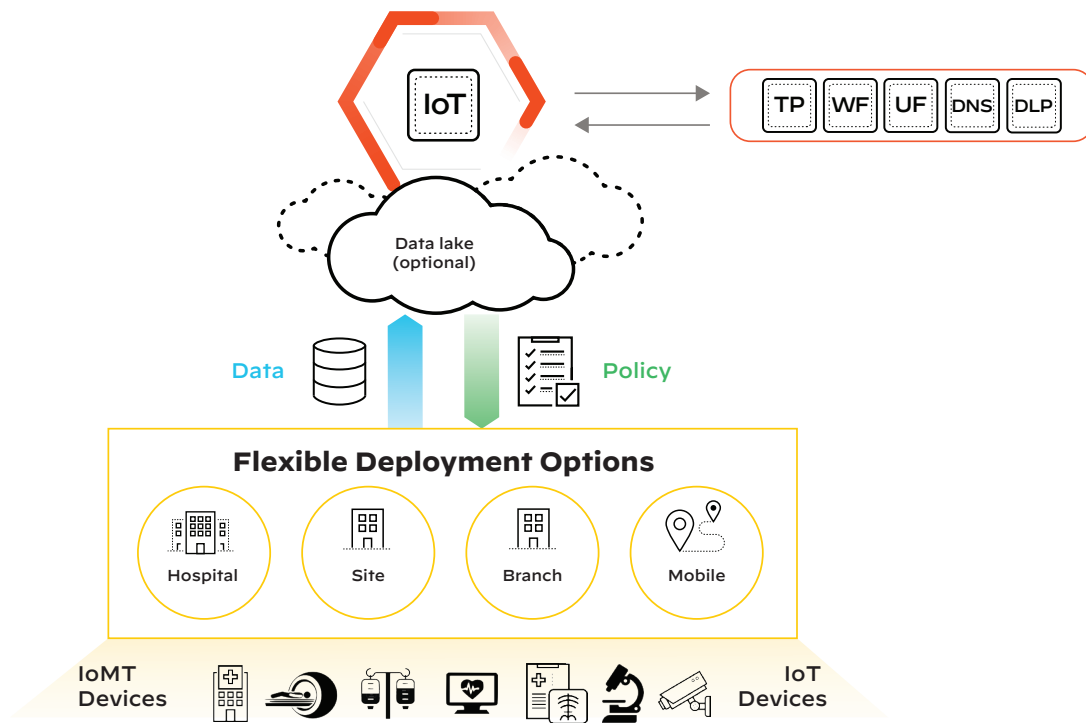 IoT
TP WF UF DNS DLP
Data lake
(optional)
Data
Policy
Flexible Deployment Options
Hospital
Site
Branch
Mobile
IoMT
Devices
IoT
Devices